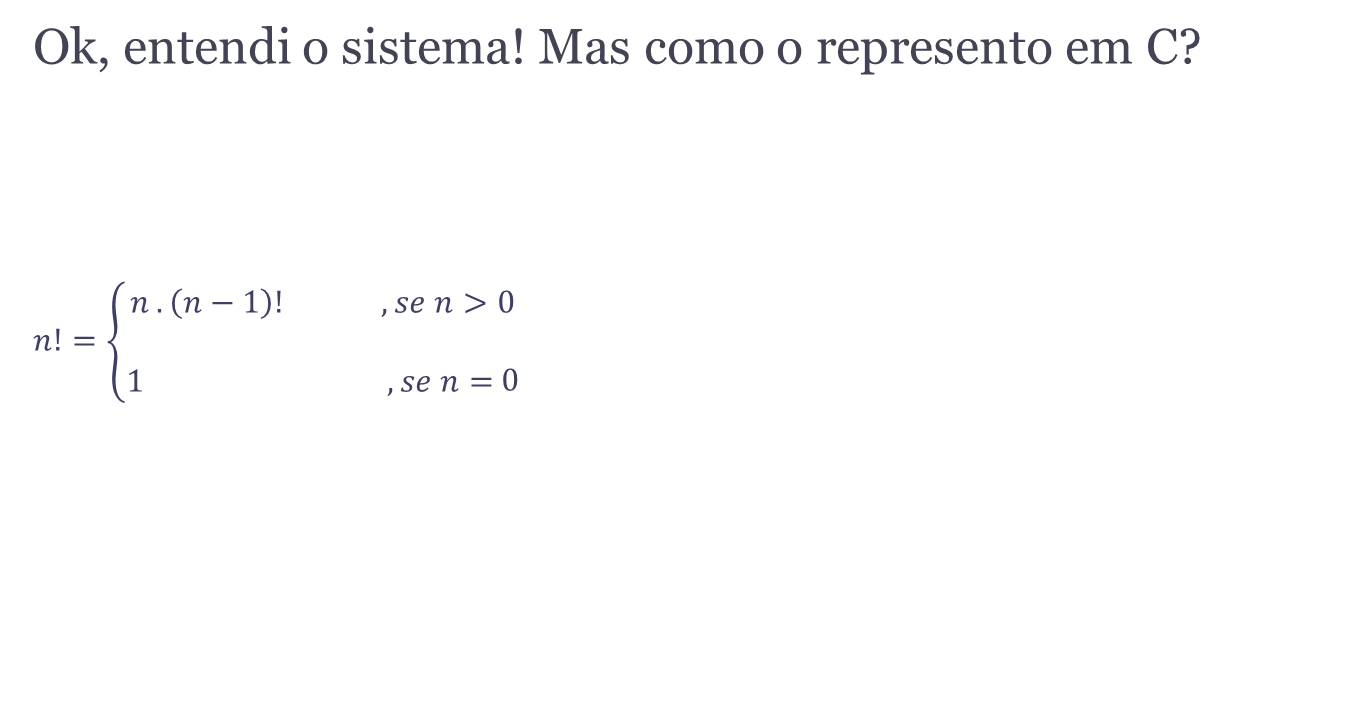 Ok, entendi o sistema! Mas como o represento em C?
n . (n − 1)! , se n > 0
n! = {
1 , se n = 0